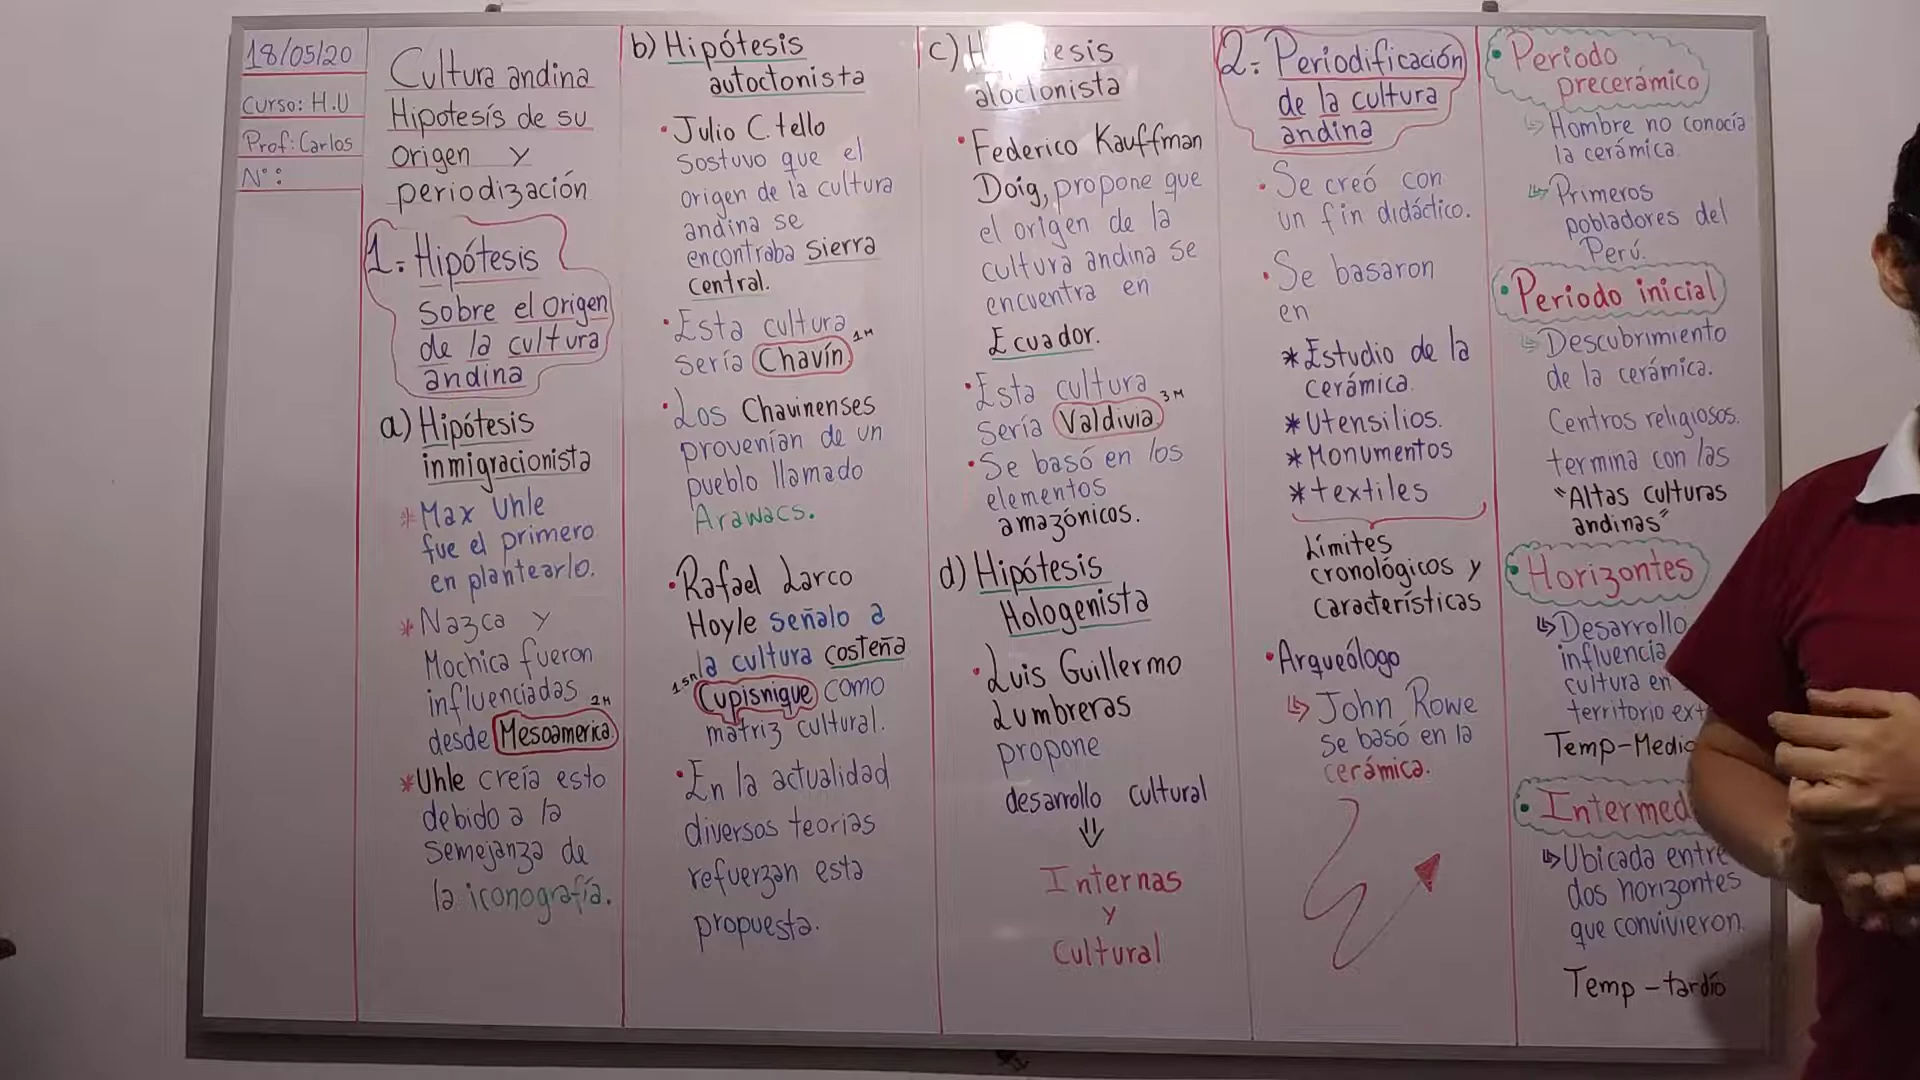 18/05/20
Curso: H.U
Prof: Carlos
N°:
Cultura andina
Hipotesís de su
Origen y
periodización
1.- Hipótesis
sobre el origen
de la cultura
andina
a) Hipótesis
inmigracionista
* Max Uhle
fue el primero
en plantearlo.
* Nazca y
Mochica fueron
influenciadas
2M
desde Mesoamerica.
* Uhle creía esto
debido a la
semejanza de
la iconografía.
b) Hipótesis
autoctonista
• Julio C. tello
Sostuvo que el
origen de la cultura
andina se
encontraba sierra
central.
• Esta cultura
1M
sería Chavín
• Los Chavinenses
provenían de un
pueblo llamado
Arawacs.
• Rafael Larco
Hoyle señalo a
la cultura costeña
Cupisnique como
matriz cultural.
• En la actualidad
diversos teorias
refuerzan esta
propuesta.
c)
aloctonista
• Federico Kauffman
Doig, propone que
el origen de la
cultura andina se
encuentra en
Ecuador.
• Esta cultura
3M
sería Valdivia
• Se basó en los
elementos
amazónicos.
d) Hipótesis
Hologenista
• Luis Guillermo
Lumbreras
propone
desarrollo cultural
⇓
Internas
y
Cultural
2.- Periodificación
de la cultura
andina
• Se creó con
un fin didáctico.
• Se basaron
en
* Estudio de la
cerámica.
* Utensilios.
* Monumentos
* textiles
Límites
cronológicos y
características
• Arqueólogo
↳ John Rowe
se basó en la
cerámica.
• Periodo
precerámico
↳ Hombre no conocía
la cerámica
↳ Primeros
pobladores del
Perú.
• Periodo inicial
↳ Descubrimiento
de la cerámica.
Centros religiosos.
termina con las
"Altas culturas
andinas"
• Horizontes
↳ Desarrollo
influencia
cultura en
territorio
Temp-Medio
•
↳ Ubicada entre
dos horizontes
que convivieron
Temp - tardío